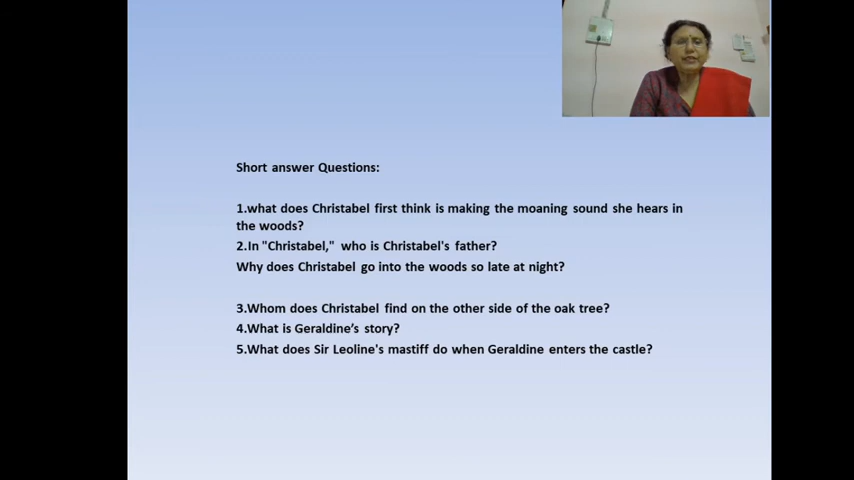 Short answer Questions:
1.what does Christabel first think is making the moaning sound she hears in
the woods?
2.In "Christabel," who is Christabel's father?
Why does Christabel go into the woods so late at night?
3.Whom does Christabel find on the other side of the oak tree?
4.What is Geraldine’s story?
5.What does Sir Leoline's mastiff do when Geraldine enters the castle?